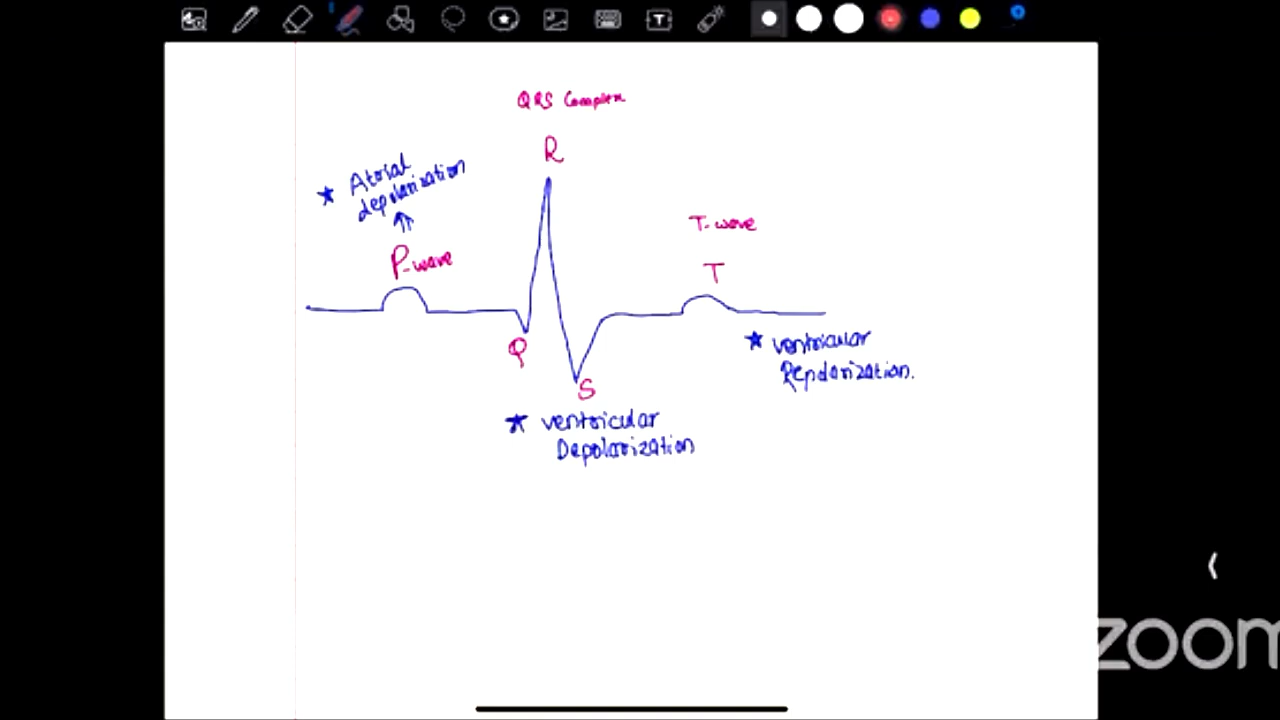 QRS Complex
R
★ Atrial
depolarization
P-wave
T-wave
T
Q
S
★ ventricular
Repolarization.
★ ventricular
Depolarization
zoom